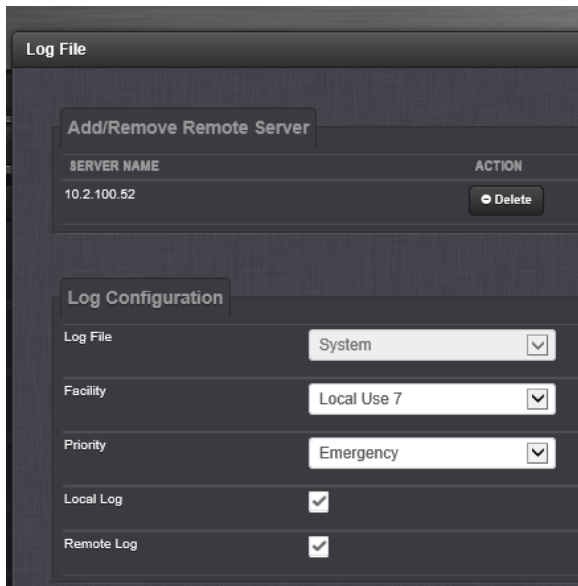 Log File
Add/Remove Remote Server
SERVER NAME ACTION
10.2.100.52 Delete
Log Configuration
Log File System
Facility Local Use 7
Priority Emergency
Local Log
Remote Log